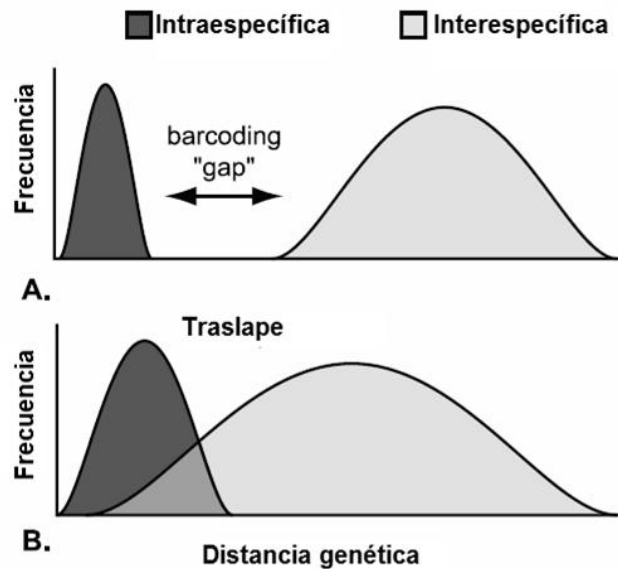 Intraespecífica Interespecífica
Frecuencia
barcoding
"gap"
A.
Traslape
Frecuencia
B.
Distancia genética